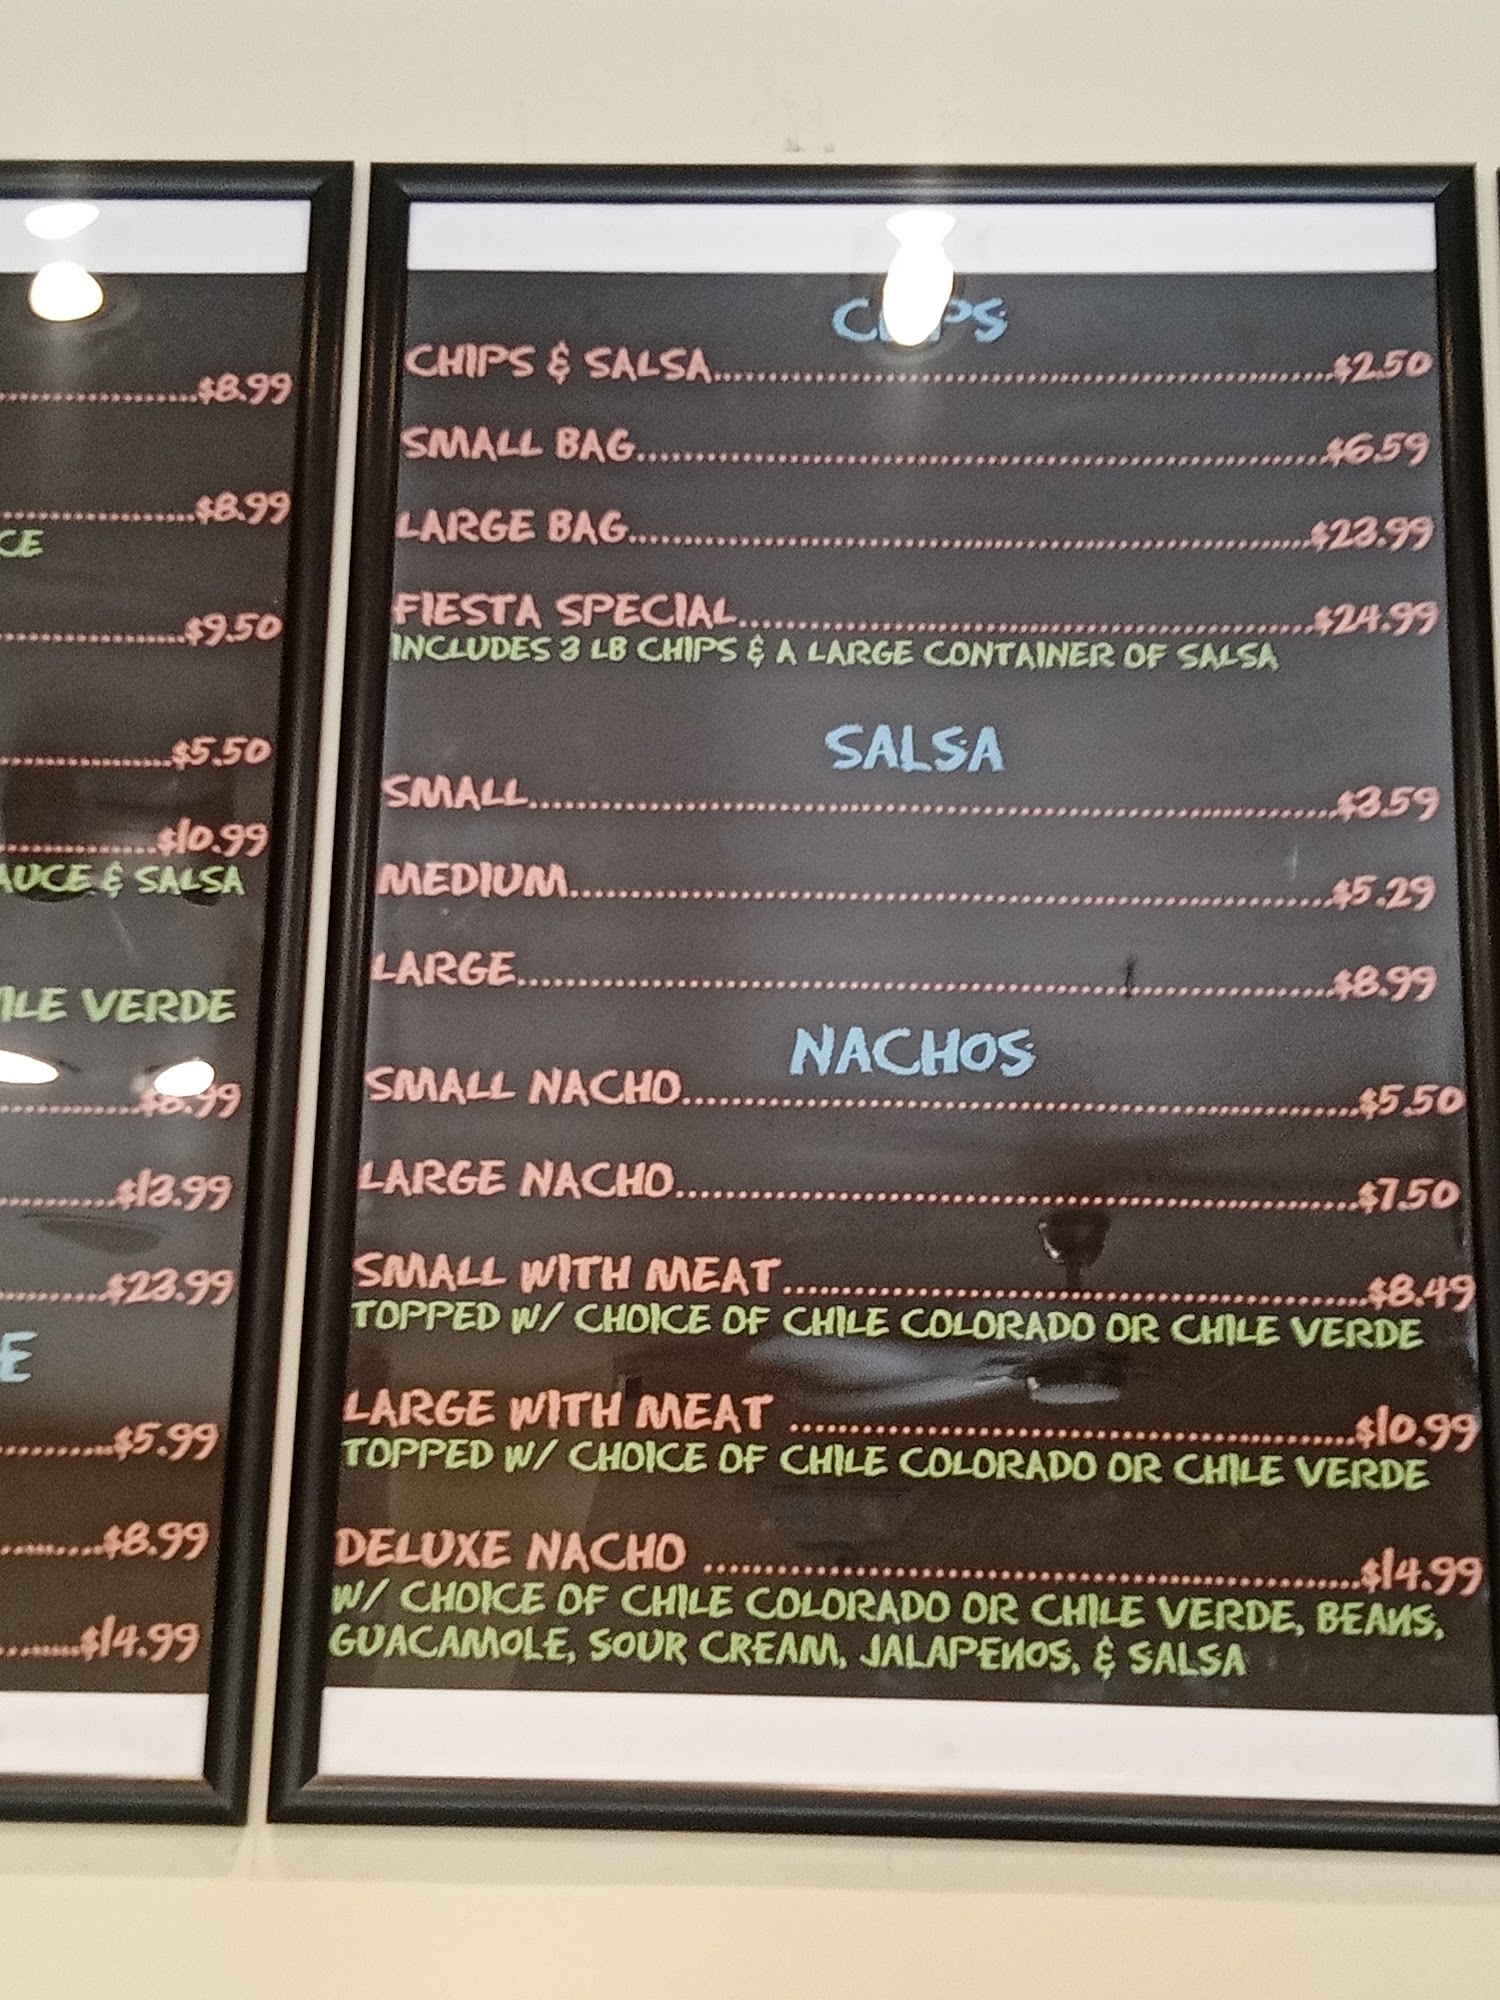 $8.99
$8.99
CE
$9.50
$5.50
$10.99
AUCE & SALSA
ILE VERDE
$13.99
$23.99
E
$5.99
$8.99
$14.99
CHIPS
CHIPS & SALSA $2.50
SMALL BAG $6.59
LARGE BAG $23.99
FIESTA SPECIAL $24.99
INCLUDES 3 LB CHIPS & A LARGE CONTAINER OF SALSA
SALSA
SMALL $3.59
MEDIUM $5.29
LARGE $8.99
NACHOS
SMALL NACHO $5.50
LARGE NACHO $7.50
SMALL WITH MEAT $8.49
TOPPED W/ CHOICE OF CHILE COLORADO OR CHILE VERDE
LARGE WITH MEAT $10.99
TOPPED W/ CHOICE OF CHILE COLORADO OR CHILE VERDE
DELUXE NACHO $14.99
W/ CHOICE OF CHILE COLORADO OR CHILE VERDE, BEANS,
GUACAMOLE, SOUR CREAM, JALAPENOS, & SALSA